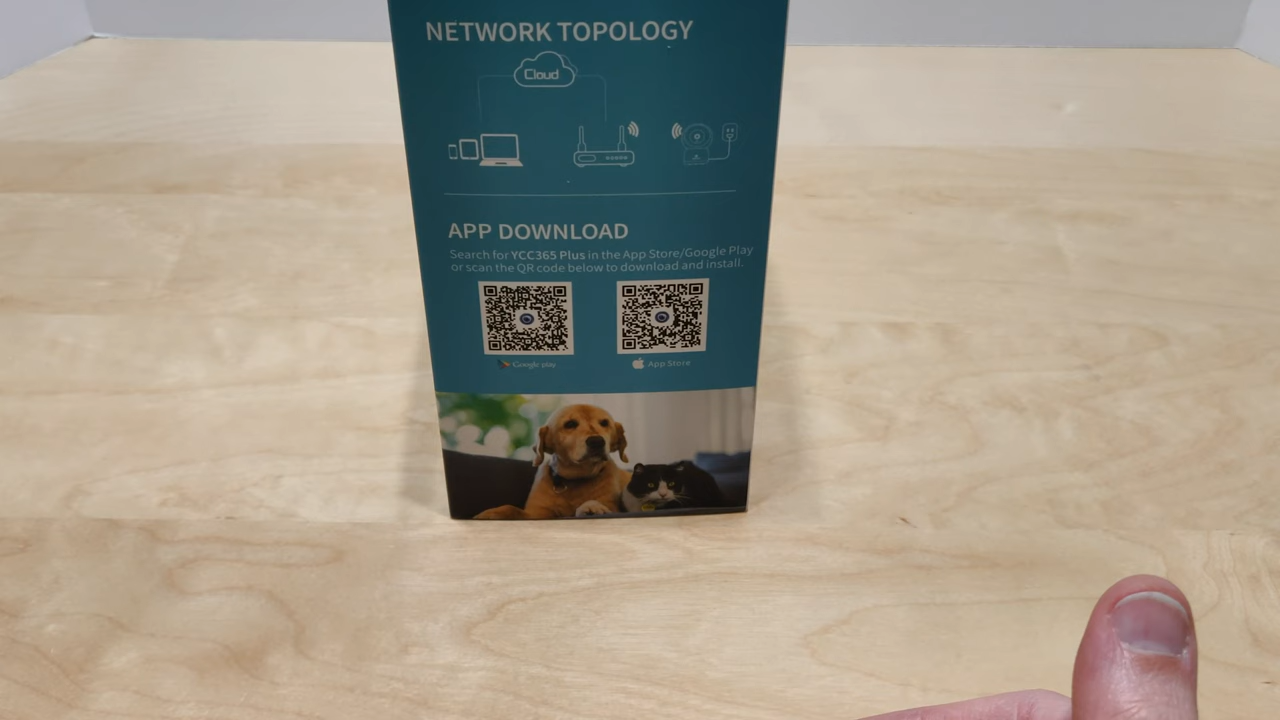 NETWORK TOPOLOGY
Cloud
APP DOWNLOAD
Search for YCC365 Plus in the App Store/Google Play
or scan the QR code below to download and install.
Google play
App Store